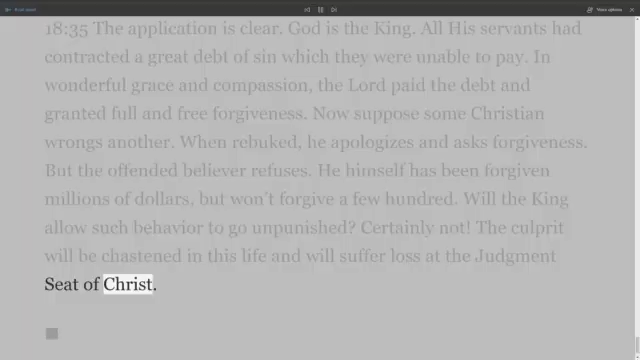 Voice options
18:35 The application is clear. God is the King. All His servants had
contracted a great debt of sin which they were unable to pay. In
wonderful grace and compassion, the Lord paid the debt and
granted full and free forgiveness. Now suppose some Christian
wrongs another. When rebuked, he apologizes and asks forgiveness.
But the offended believer refuses. He himself has been forgiven
millions of dollars, but won't forgive a few hundred. Will the King
allow such behavior to go unpunished? Certainly not! The culprit
will be chastened in this life and will suffer loss at the Judgment
Seat of Christ.